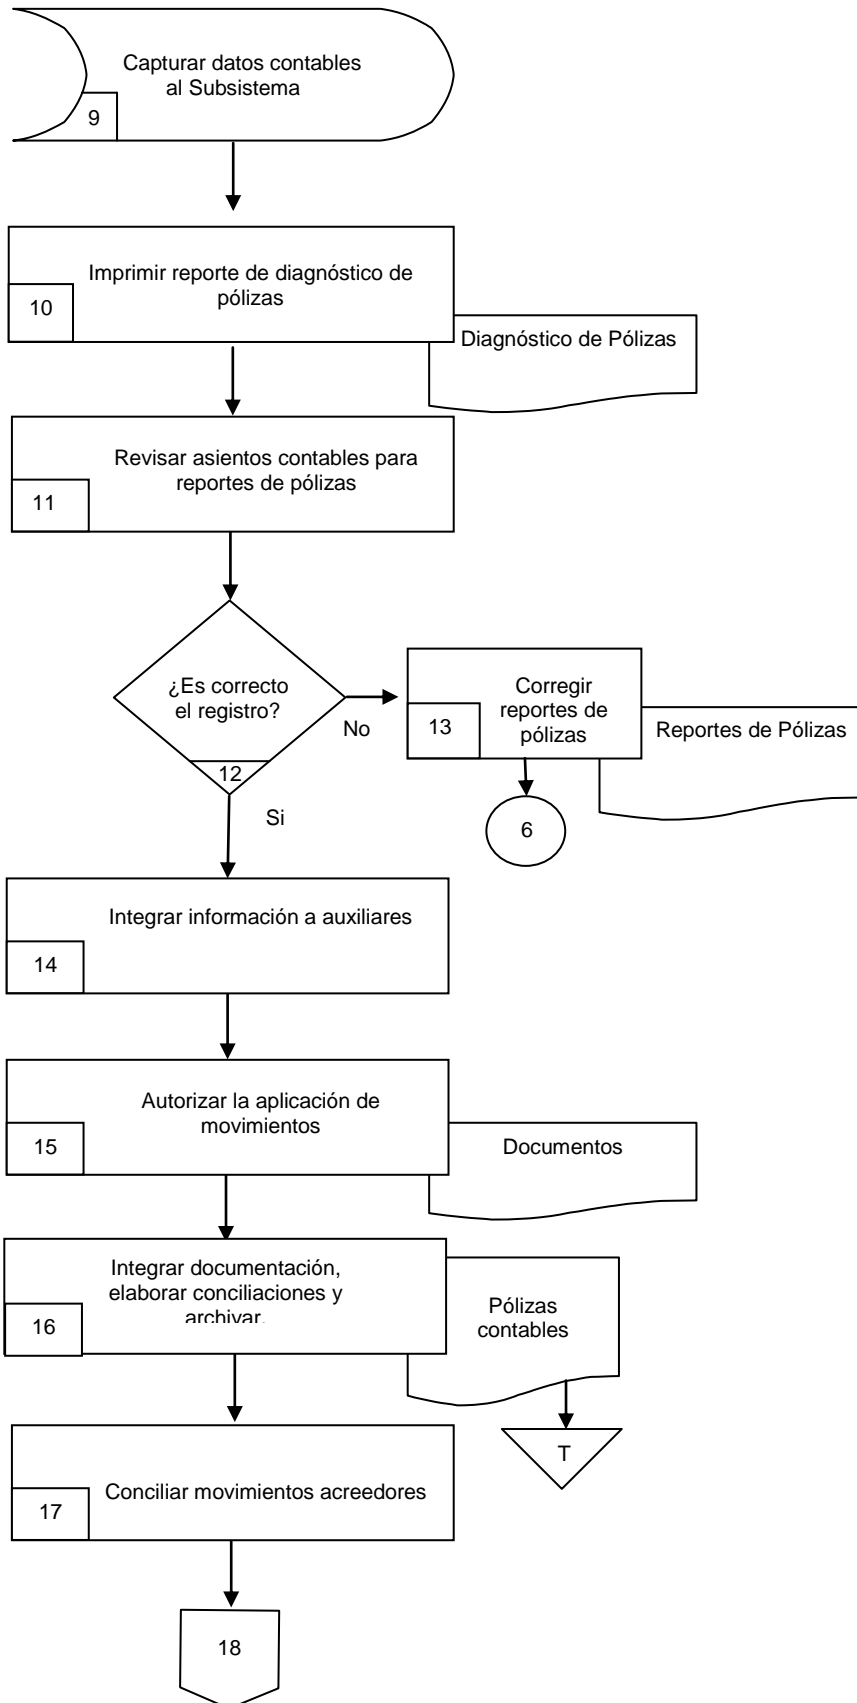 Capturar datos contables
al Subsistema
9
Imprimir reporte de diagnóstico de
pólizas
10
Diagnóstico de Pólizas
Revisar asientos contables para
reportes de pólizas
11
¿Es correcto
el registro?
12
No
Si
Corregir
reportes de
pólizas
13
Reportes de Pólizas
6
Integrar información a auxiliares
14
Autorizar la aplicación de
movimientos
15
Documentos
Integrar documentación,
elaborar conciliaciones y
archivar.
16
Pólizas
contables
T
Conciliar movimientos acreedores
17
18